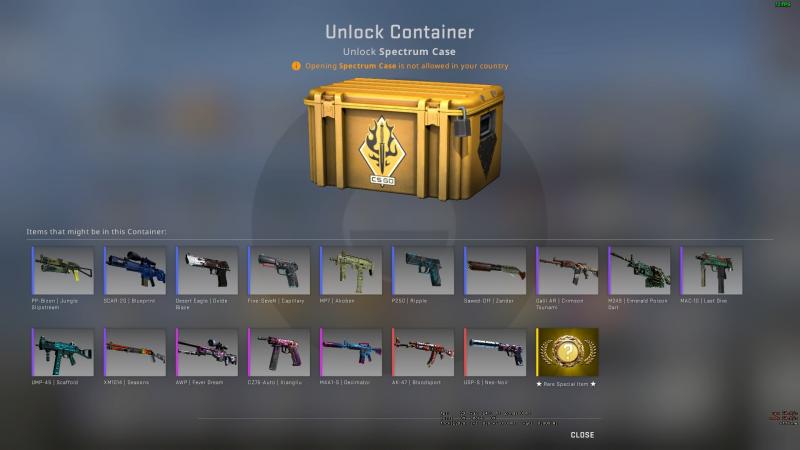 Unlock Container
Unlock Spectrum Case
Opening Spectrum Case is not allowed in your country
CS GO
Items that might be in this Container:
PP-Bizon | Jungle Slipstream
SCAR-20 | Blueprint
Desert Eagle | Oxide Blaze
Five-SeveN | Capillary
MP7 | Akoben
P250 | Ripple
Sawed-Off | Zander
Galil AR | Crimson Tsunami
M249 | Emerald Poison Dart
MAC-10 | Last Dive
UMP-45 | Scaffold
XM1014 | Seasons
AWP | Fever Dream
CZ75-Auto | Xiangliu
M4A1-S | Decimator
AK-47 | Bloodsport
USP-S | Neo-Noir
★ Rare Special Item ★
CLOSE